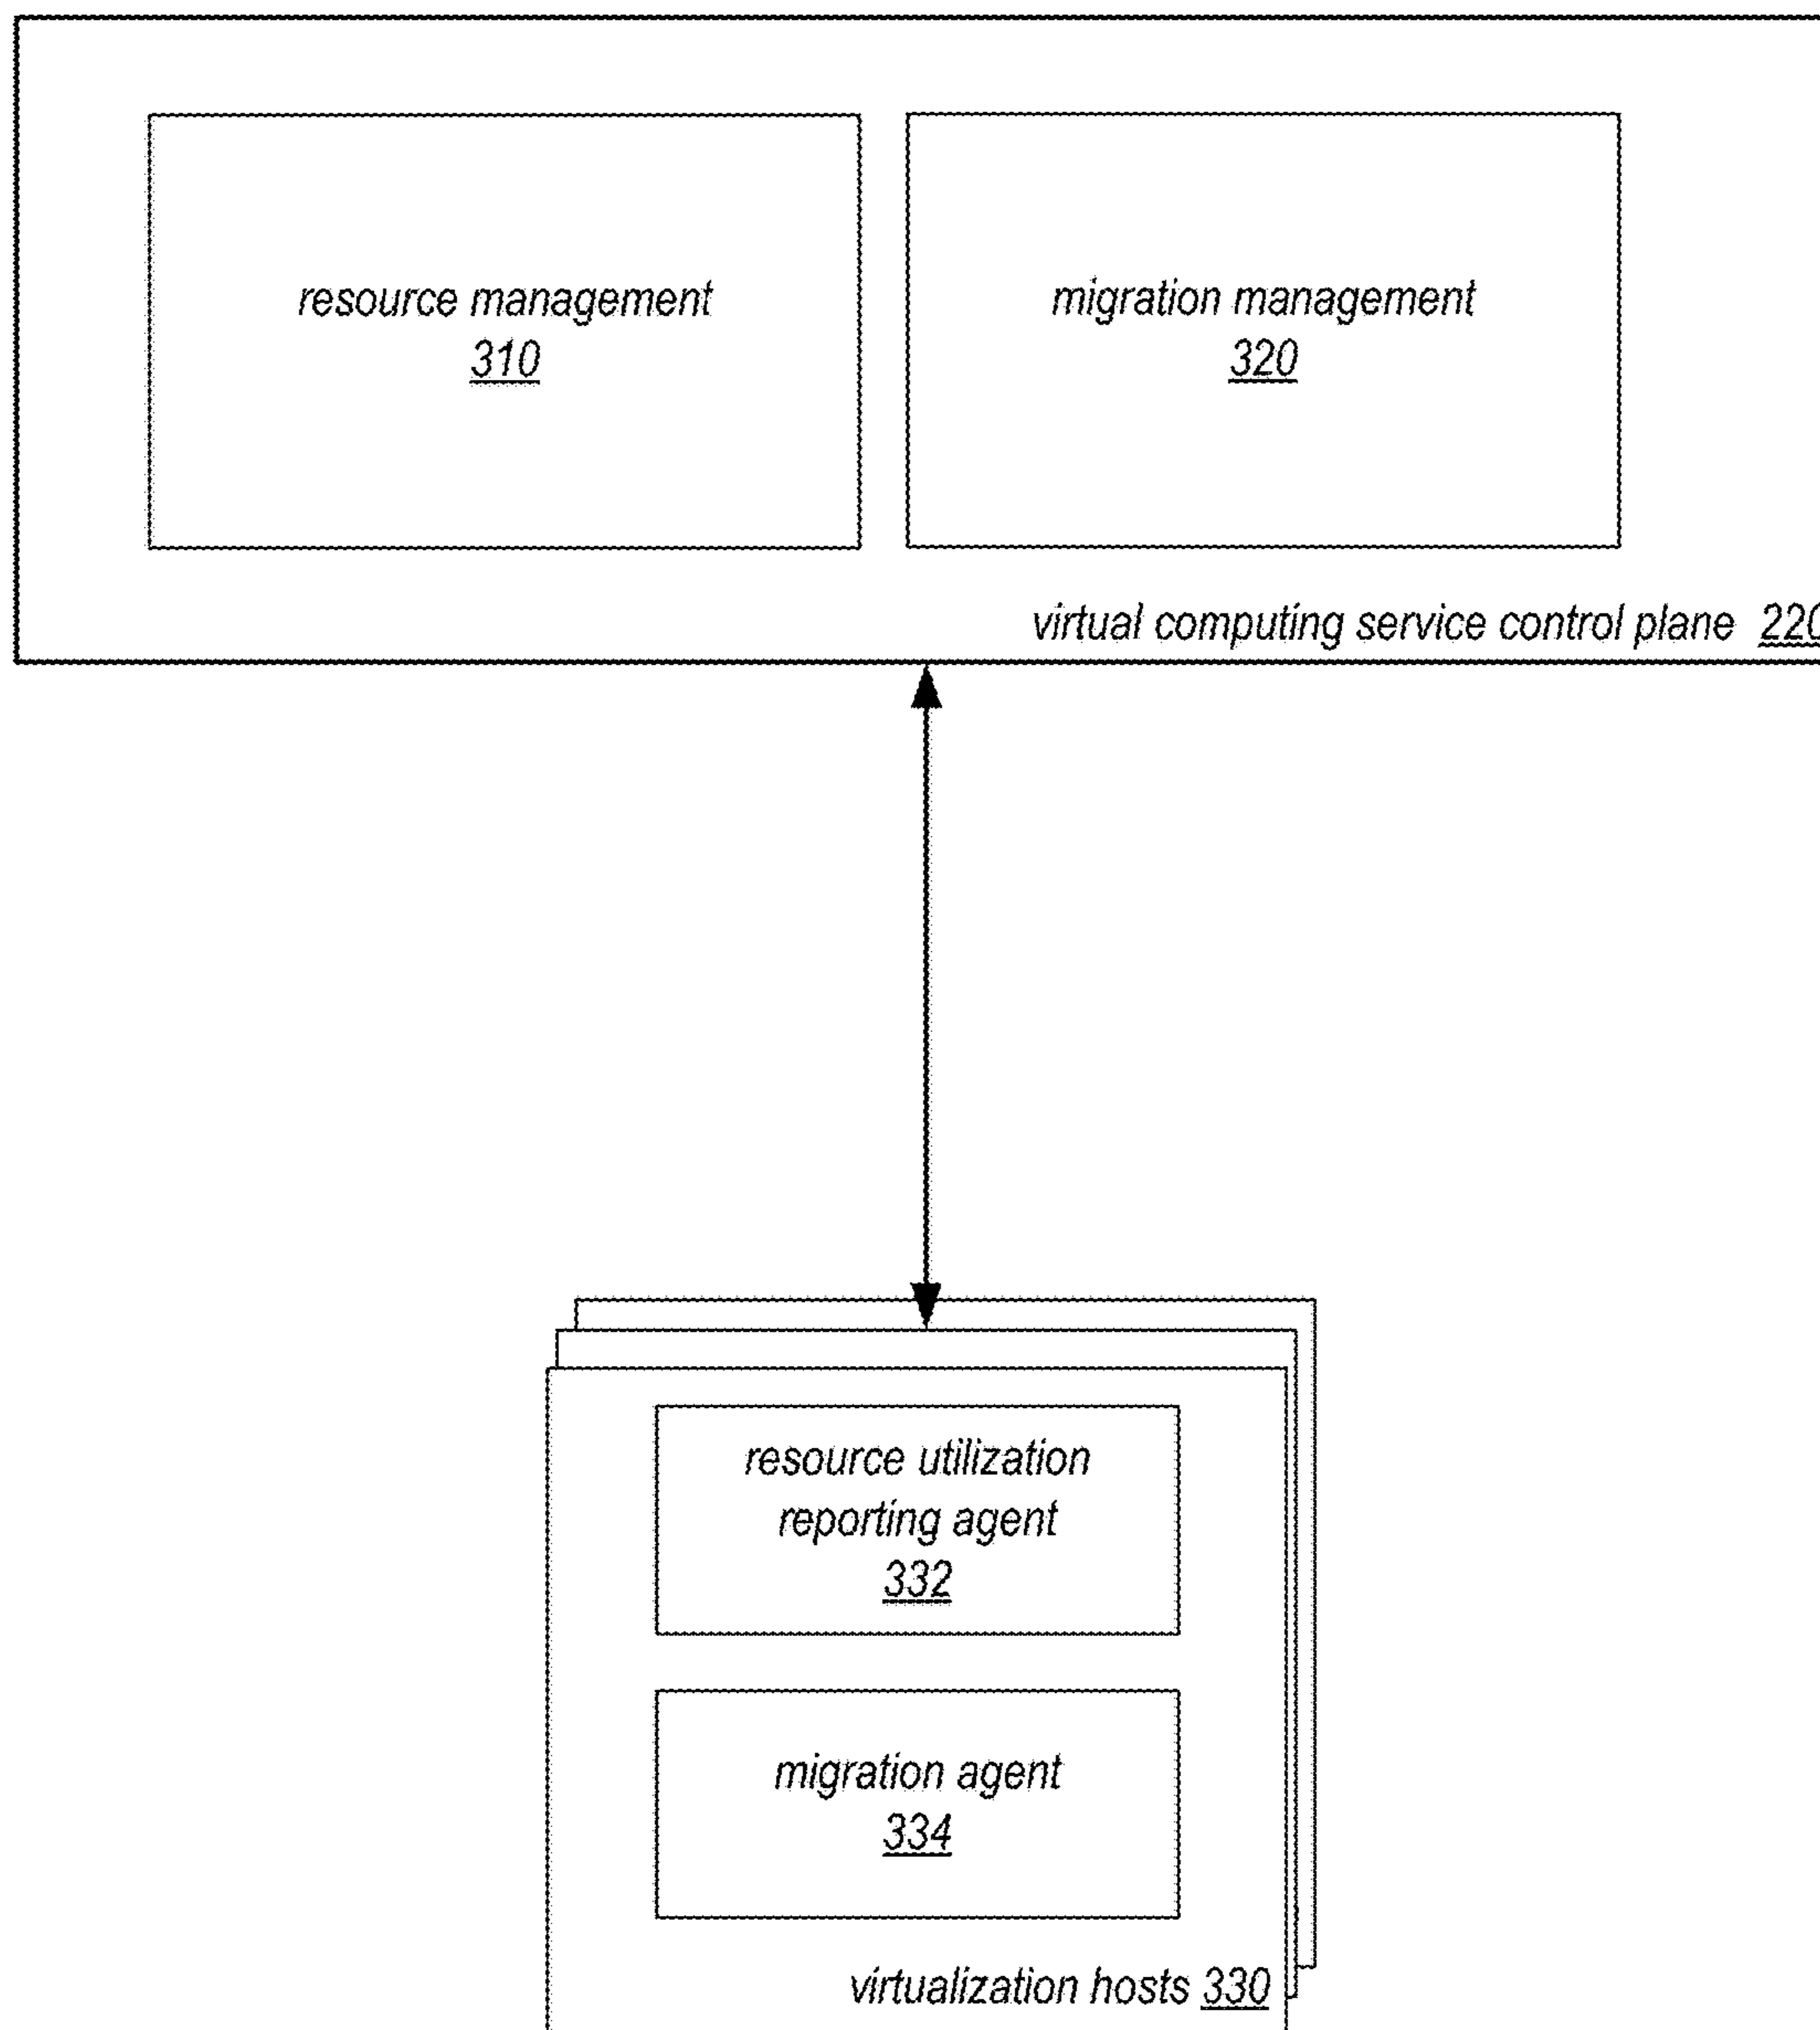 resource management
310
migration management
320
virtual computing service control plane 220
resource utilization
reporting agent
332
migration agent
334
virtualization hosts 330